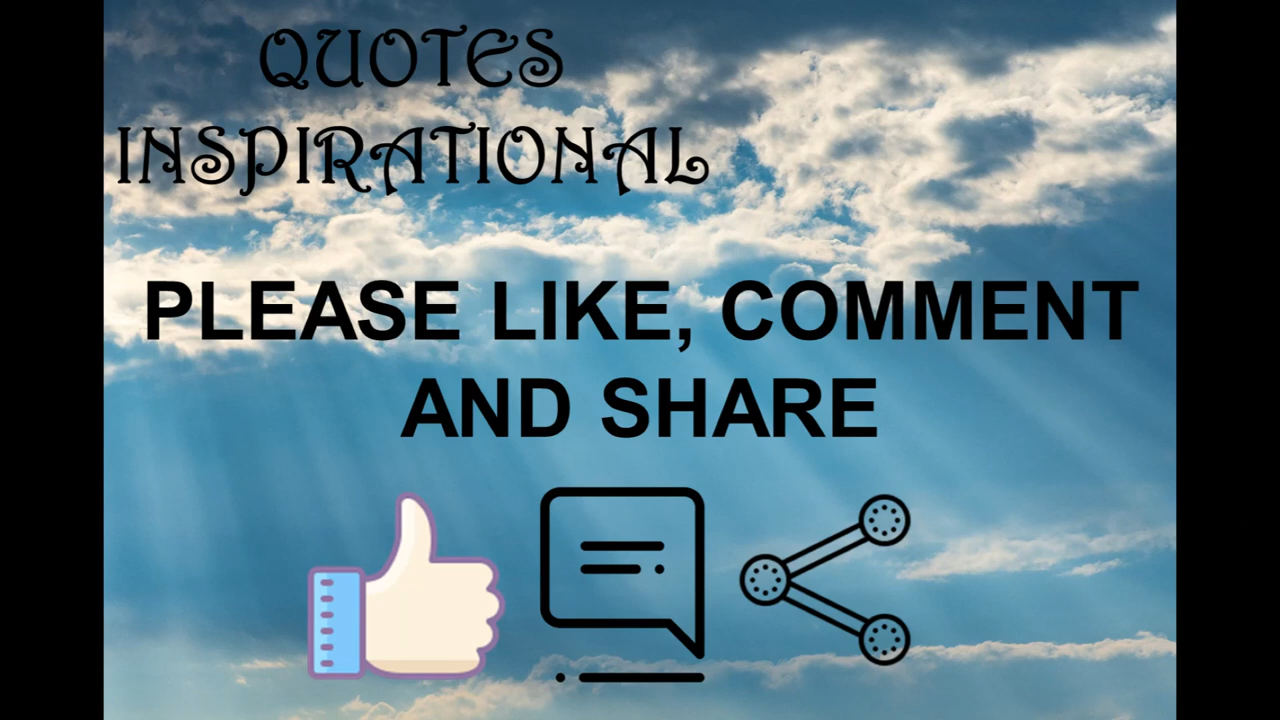 QUOTES
INSPIRATIONAL
PLEASE LIKE, COMMENT
AND SHARE